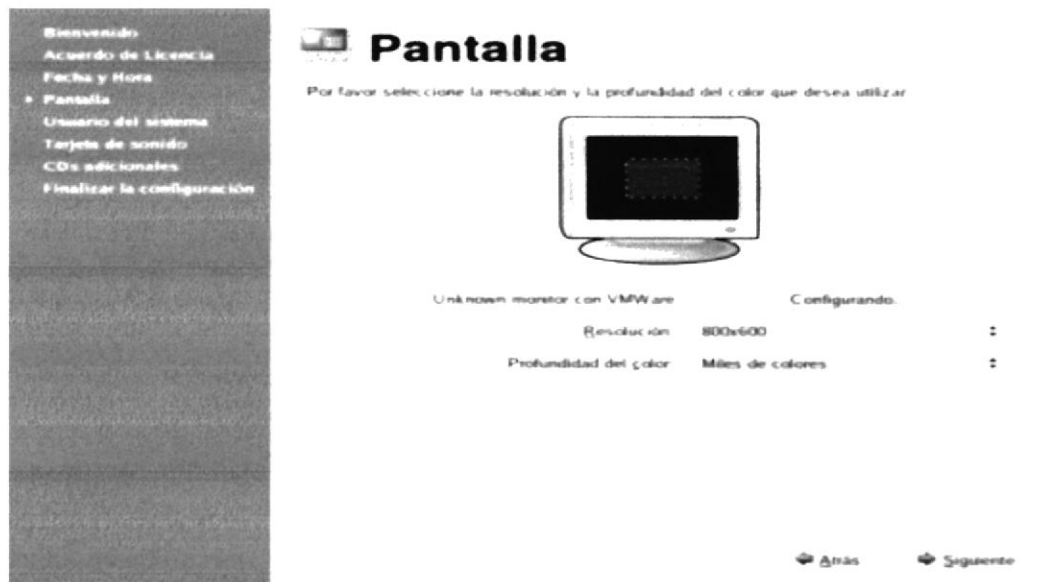 Bienvenido
Acuerdo de Licencia
Fecha y Hora
Pantalla
Usuario del sistema
Tarjeta de sonido
CDs adicionales
Finalizar la configuración
Pantalla
Por favor seleccione la resolución y la profundidad del color que desea utilizar
Unknown monitor con VMWare Configurando.
Resolución 800x600
Profundidad del color Miles de colores
Atrás Siguiente